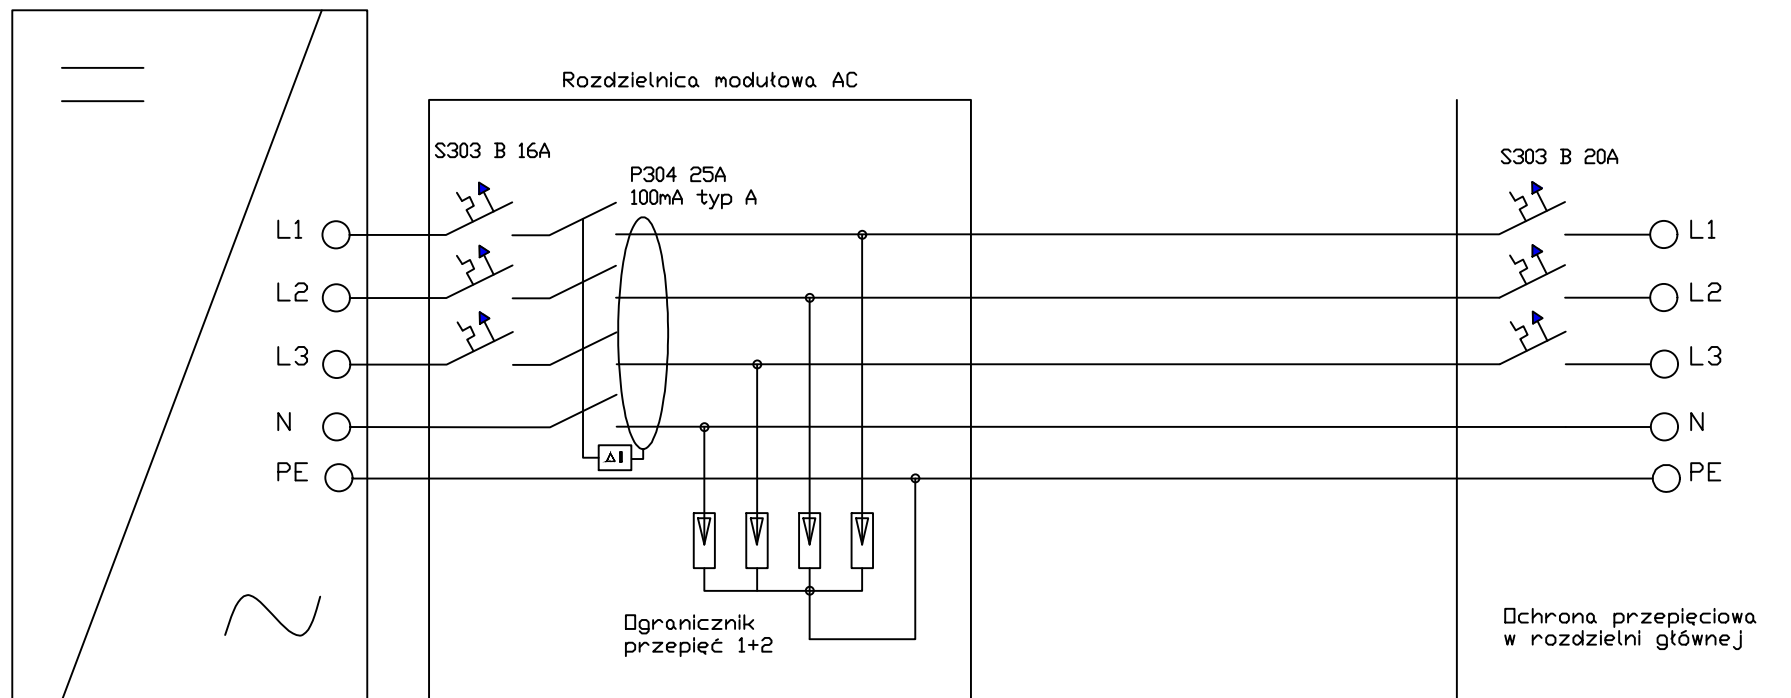 Rozdzielnica modułowa AC
S303 B 16A
P304 25A
100mA typ A
S303 B 20A
L1
L1
L2
L2
L3
L3
N
N
PE
PE
ΔI
Ogranicznik
przepięć 1+2
Ochrona przepięciowa
w rozdzielni głównej